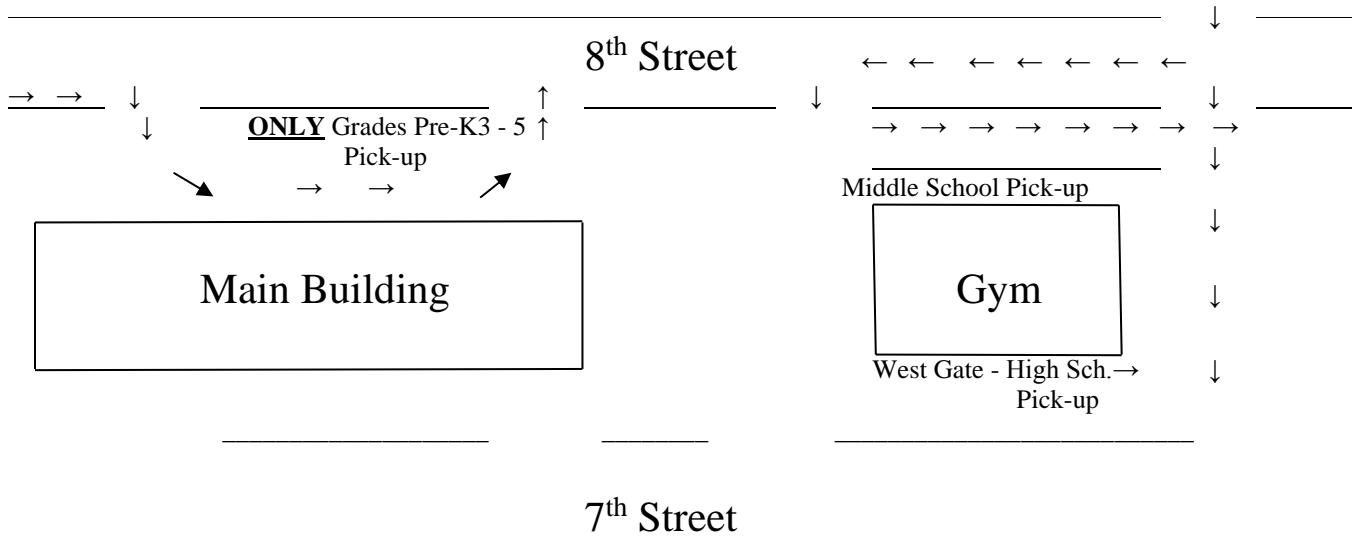 8th Street
ONLY Grades Pre-K3 - 5
Pick-up
Middle School Pick-up
Main Building
Gym
West Gate - High Sch.→
Pick-up
7th Street